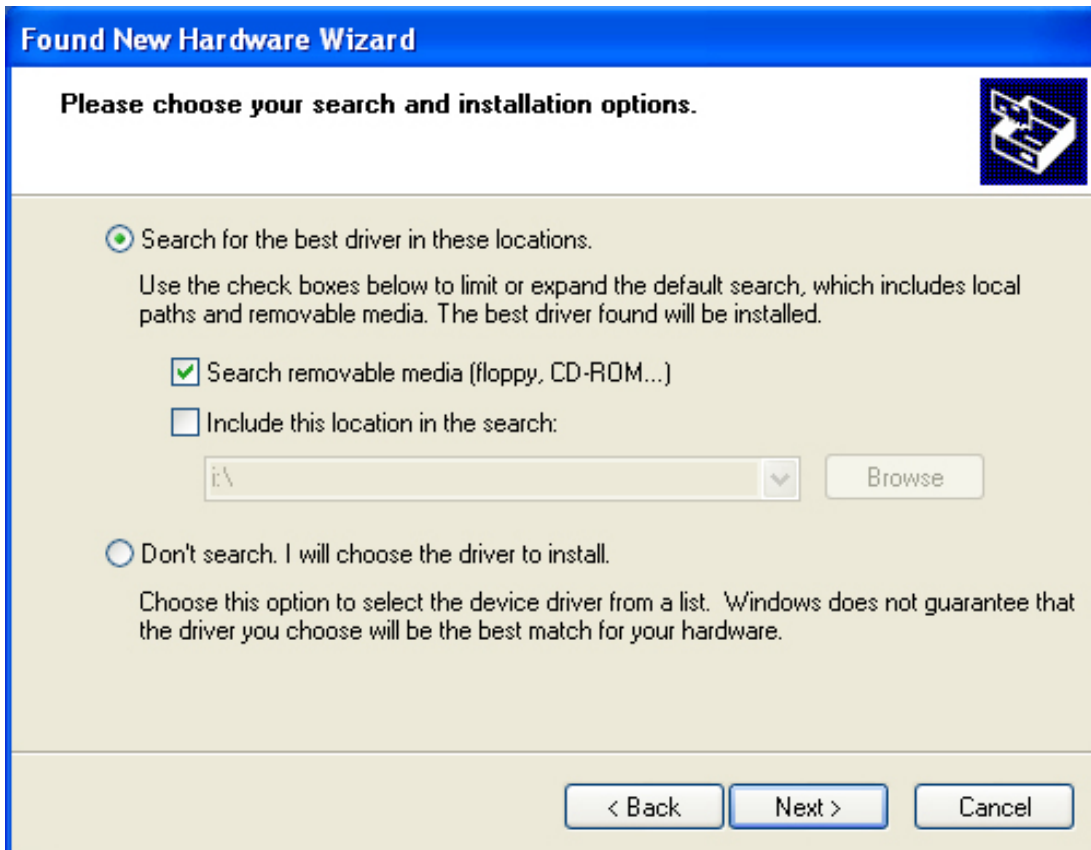 Found New Hardware Wizard
Please choose your search and installation options.
Search for the best driver in these locations.
Use the check boxes below to limit or expand the default search, which includes local
paths and removable media. The best driver found will be installed.
Search removable media (floppy, CD-ROM...)
Include this location in the search:
i:\
Browse
Don't search. I will choose the driver to install.
Choose this option to select the device driver from a list.  Windows does not guarantee that
the driver you choose will be the best match for your hardware.
< Back
Next >
Cancel